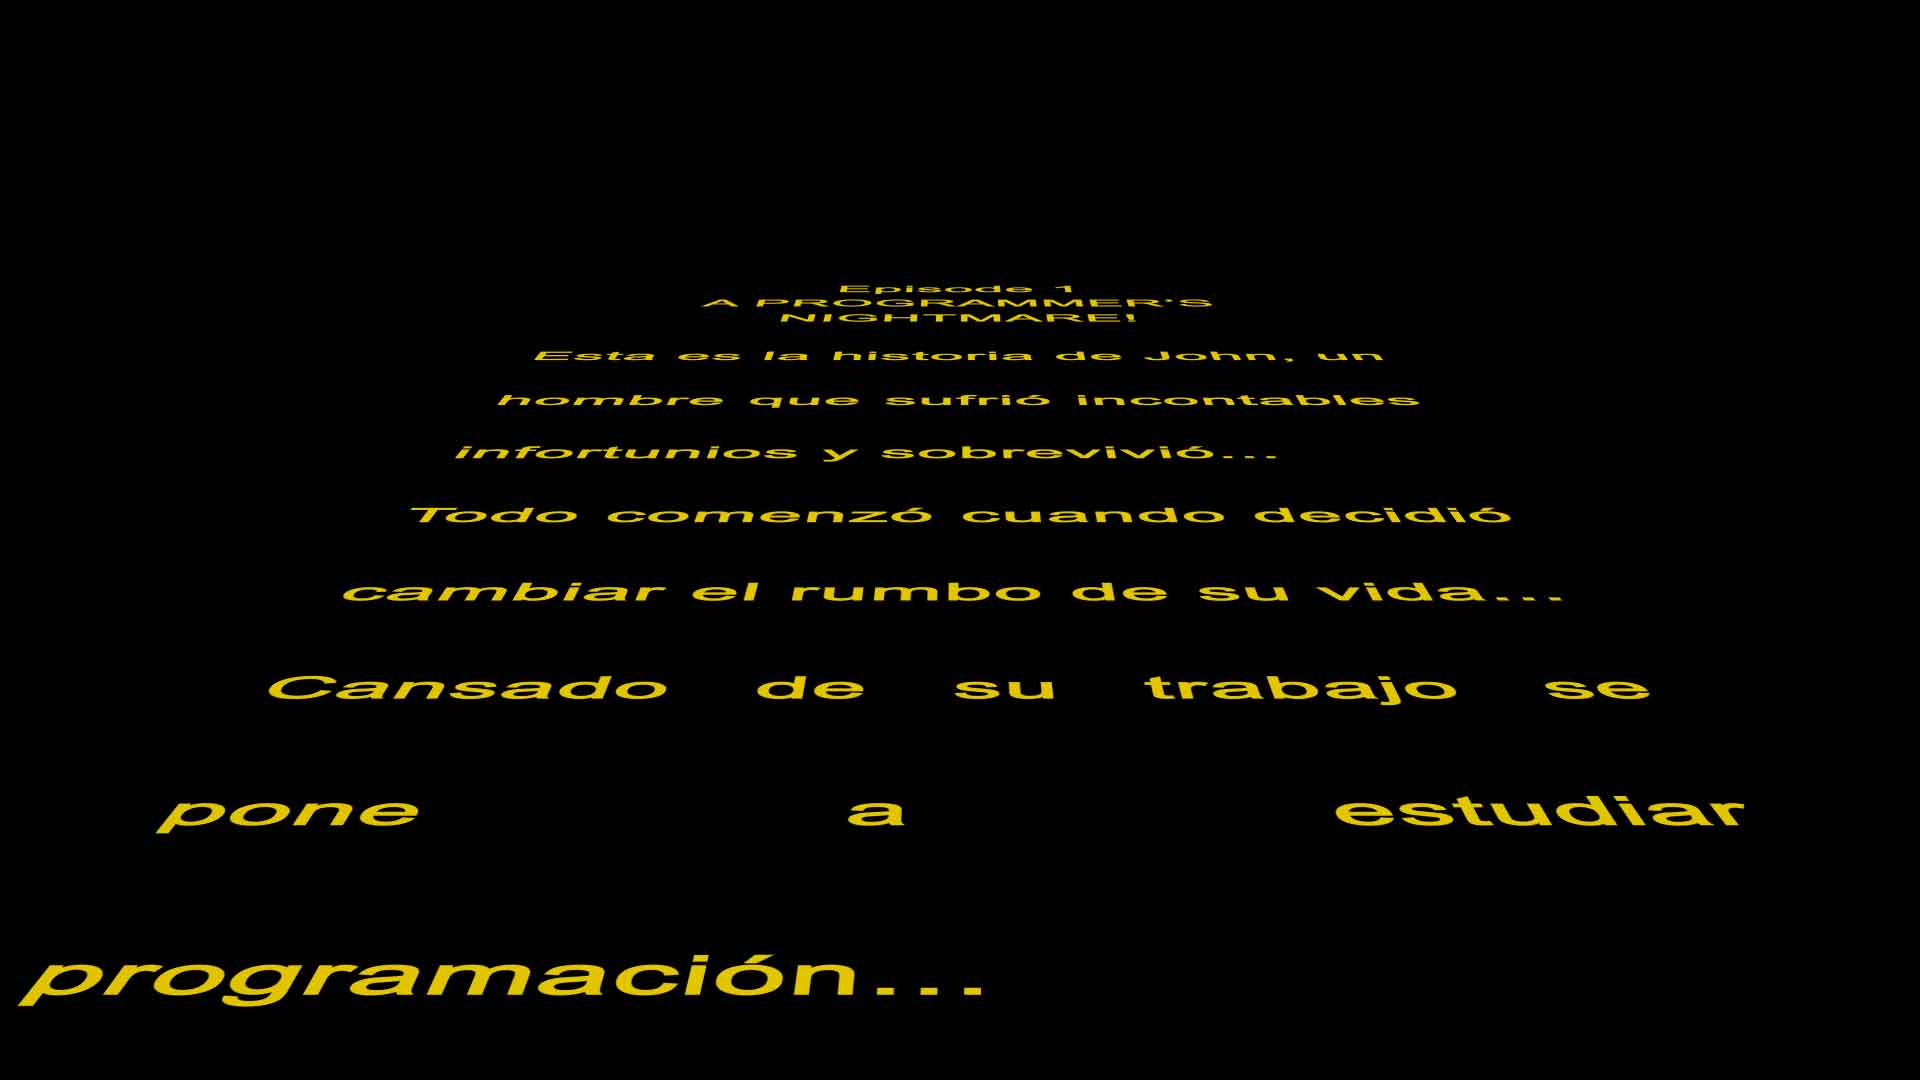 Episode 1
A PROGRAMMER'S
NIGHTMARE!
Esta es la historia de John, un
hombre que sufrió incontables
infortunios y sobrevivió...
Todo comenzó cuando decidió
cambiar el rumbo de su vida...
Cansado de su trabajo se
pone a estudiar
programación...